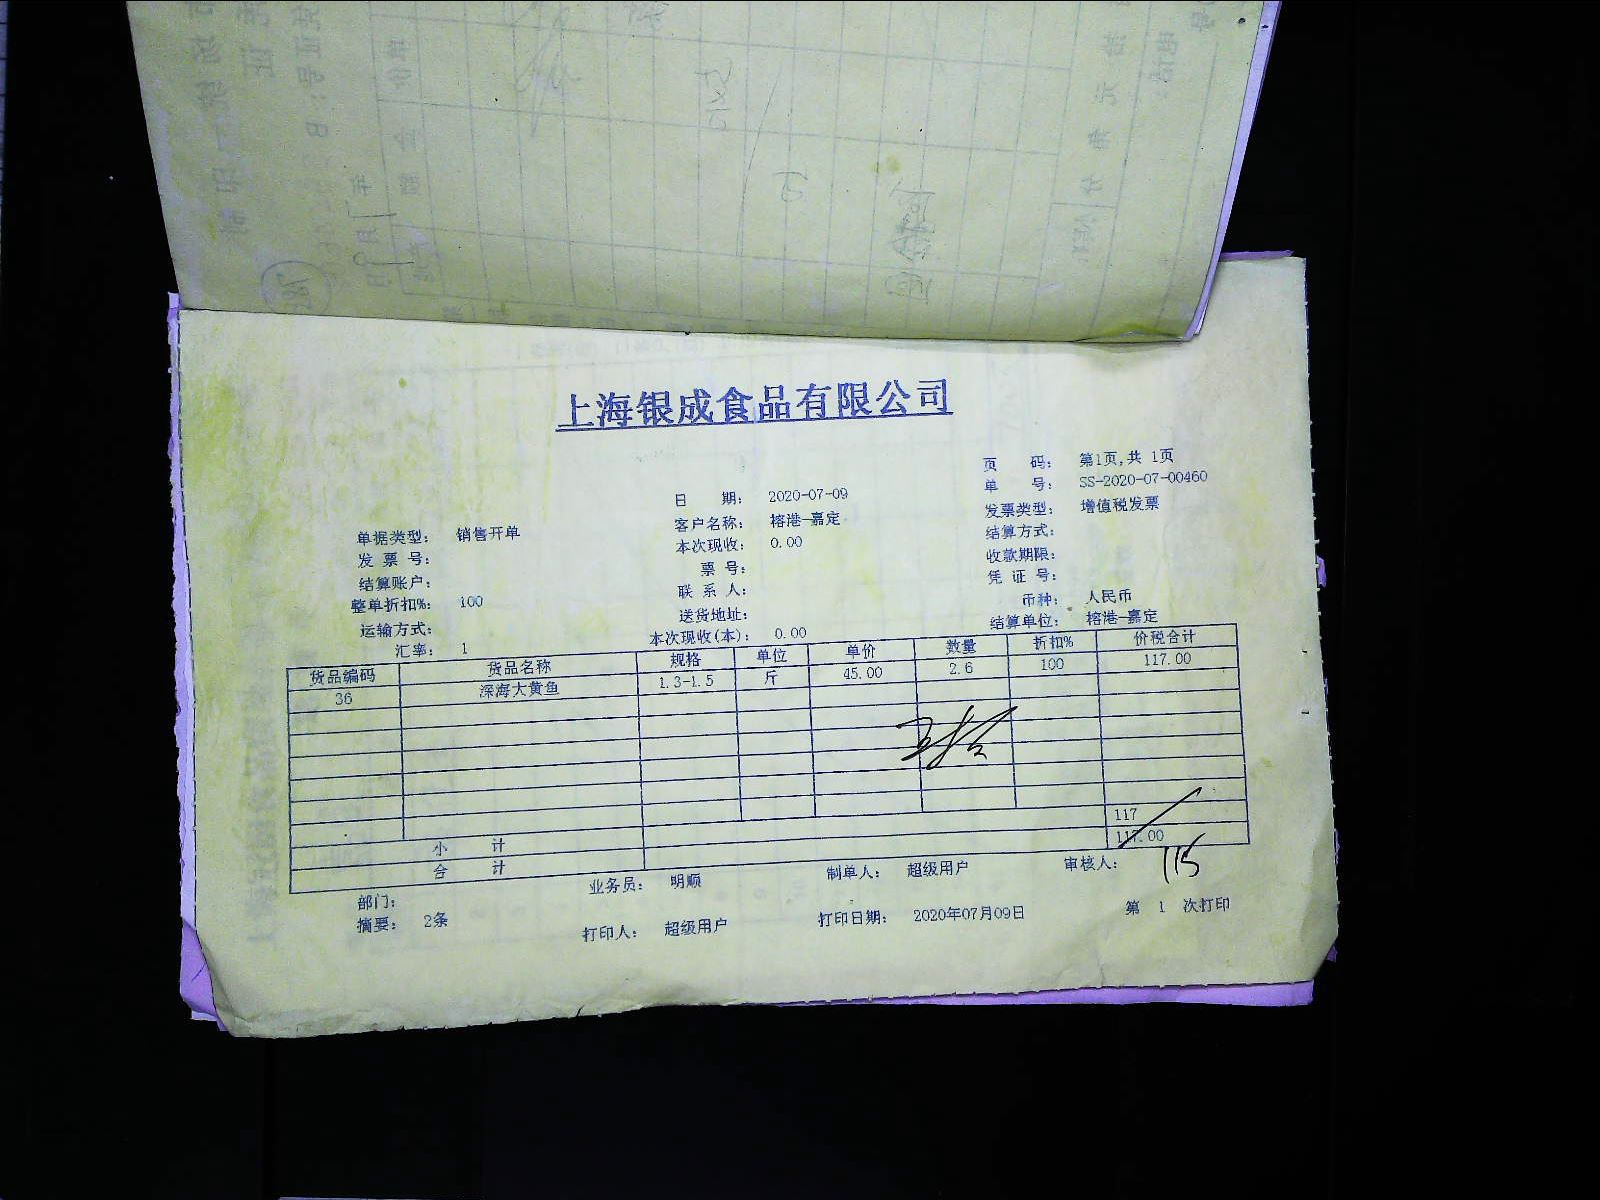 上海银成食品有限公司
页 码: 第1页,共 1页
日 期: 2020-07-09 单 号: SS-2020-07-00460
单据类型: 销售开单 客户名称: 榕港-嘉定 发票类型: 增值税发票
发 票 号: 本次现收: 0.00 结算方式:
结算账户: 票 号: 收款期限:
整单折扣%: 100 联 系 人: 凭 证 号:
运输方式: 送货地址: 币种: 人民币
汇率: 1 本次现收(本): 0.00 结算单位: 榕港-嘉定
货品编码 货品名称 规格 单位 单价 数量 折扣% 价税合计
36 深海大黄鱼 1.3-1.5 斤 45.00 2.6 100 117.00
小 计 117
合 计 117.00
115
部门: 业务员: 明顺 制单人: 超级用户 审核人:
摘要: 2条 打印人: 超级用户 打印日期: 2020年07月09日 第 1 次打印